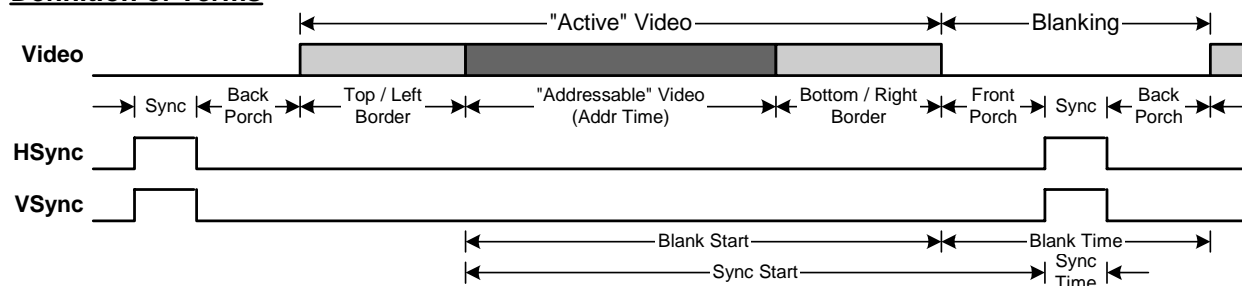 Definition of Terms
"Active" Video
Blanking
Video
Sync
Back
Porch
Top / Left
Border
"Addressable" Video
(Addr Time)
Bottom / Right
Border
Front
Porch
Sync
Back
Porch
HSync
VSync
Blank Start
Blank Time
Sync Start
Sync
Time